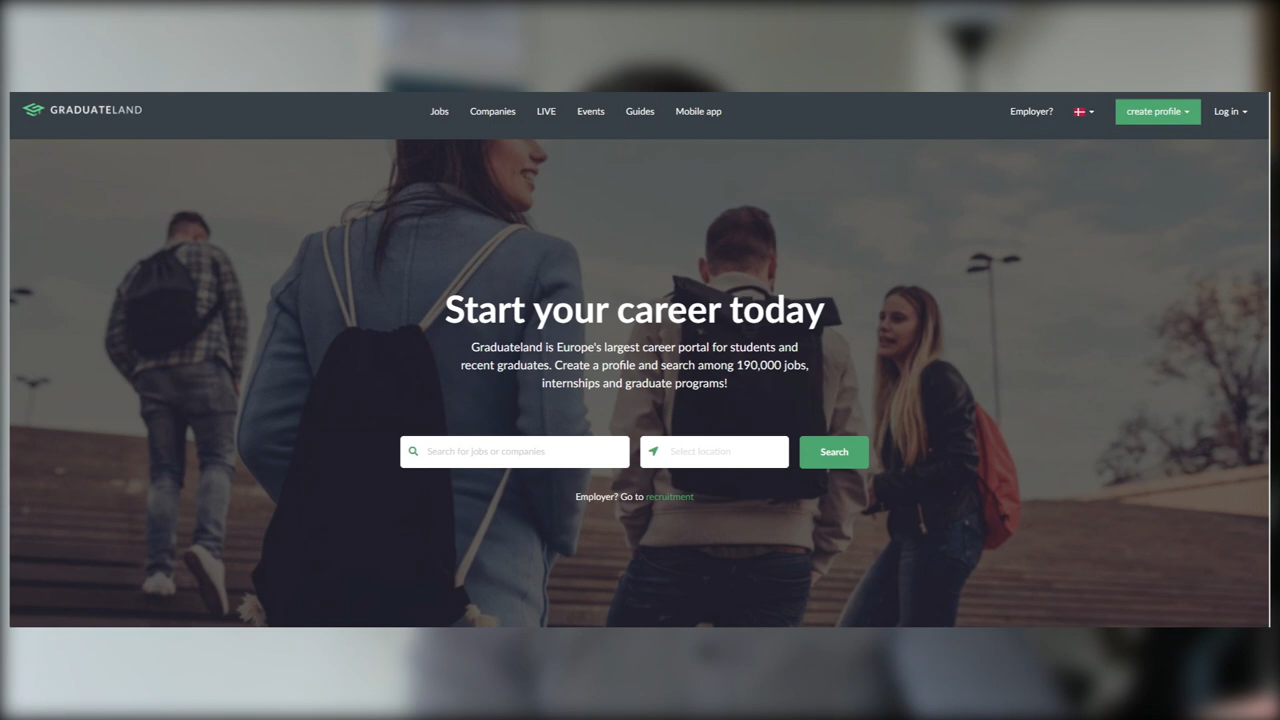 GRADUATELAND
Jobs Companies LIVE Events Guides Mobile app
Employer? create profile Log in
Start your career today
Graduateland is Europe's largest career portal for students and
recent graduates. Create a profile and search among 190,000 jobs,
internships and graduate programs!
Search for jobs or companies Select location Search
Employer? Go to recruitment